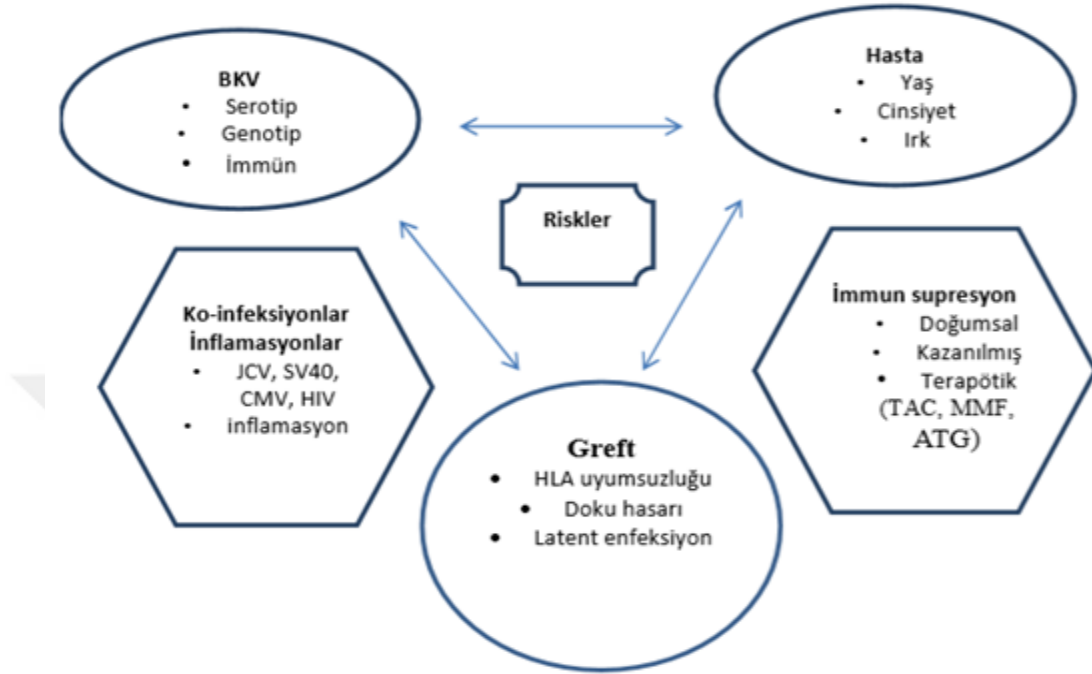 BKV
• Serotip
• Genotip
• İmmün
Hasta
• Yaş
• Cinsiyet
• Irk
Riskler
Ko-infeksiyonlar
İnflamasyonlar
• JCV, SV40,
CMV, HIV
• inflamasyon
İmmun supresyon
• Doğumsal
• Kazanılmış
• Terapötik
(TAC, MMF,
ATG)
Greft
• HLA uyumsuzluğu
• Doku hasarı
• Latent enfeksiyon